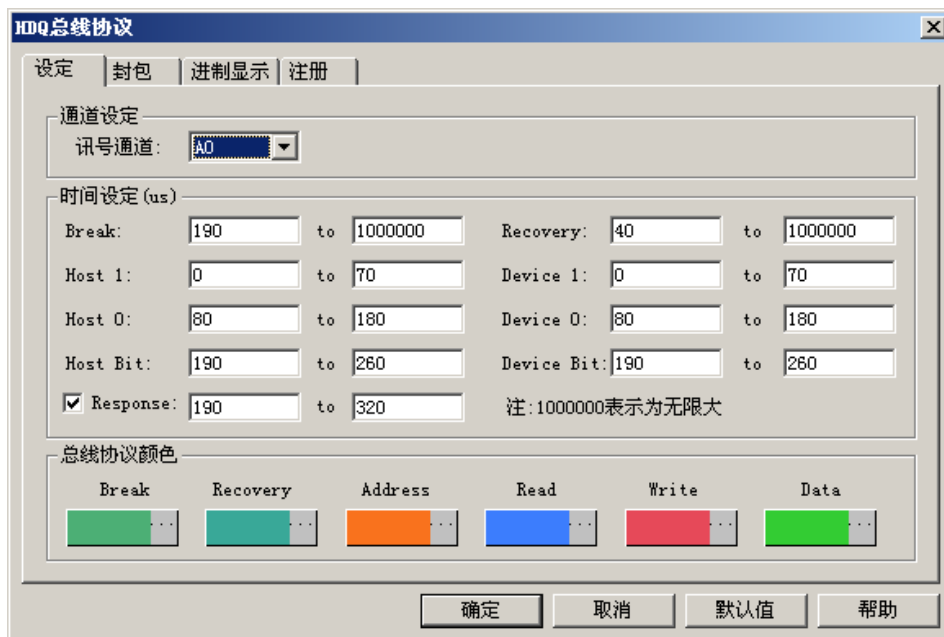 HDQ总线协议
设定 封包 进制显示 注册
通道设定
讯号通道: A0
时间设定(us)
Break: 190 to 1000000 Recovery: 40 to 1000000
Host 1: 0 to 70 Device 1: 0 to 70
Host 0: 80 to 180 Device 0: 80 to 180
Host Bit: 190 to 260 Device Bit: 190 to 260
Response: 190 to 320 注:1000000表示为无限大
总线协议颜色
Break Recovery Address Read Write Data
... ... ... ... ... ...
确定 取消 默认值 帮助